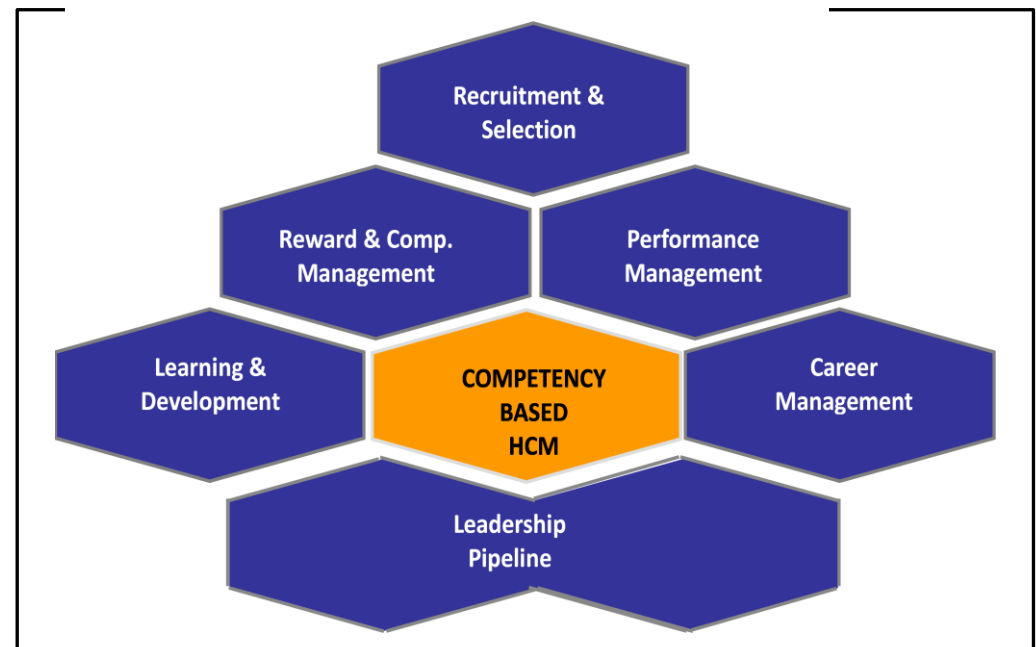 Recruitment &
Selection
Reward & Comp.
Management
Performance
Management
Learning &
Development
COMPETENCY
BASED
HCM
Career
Management
Leadership
Pipeline